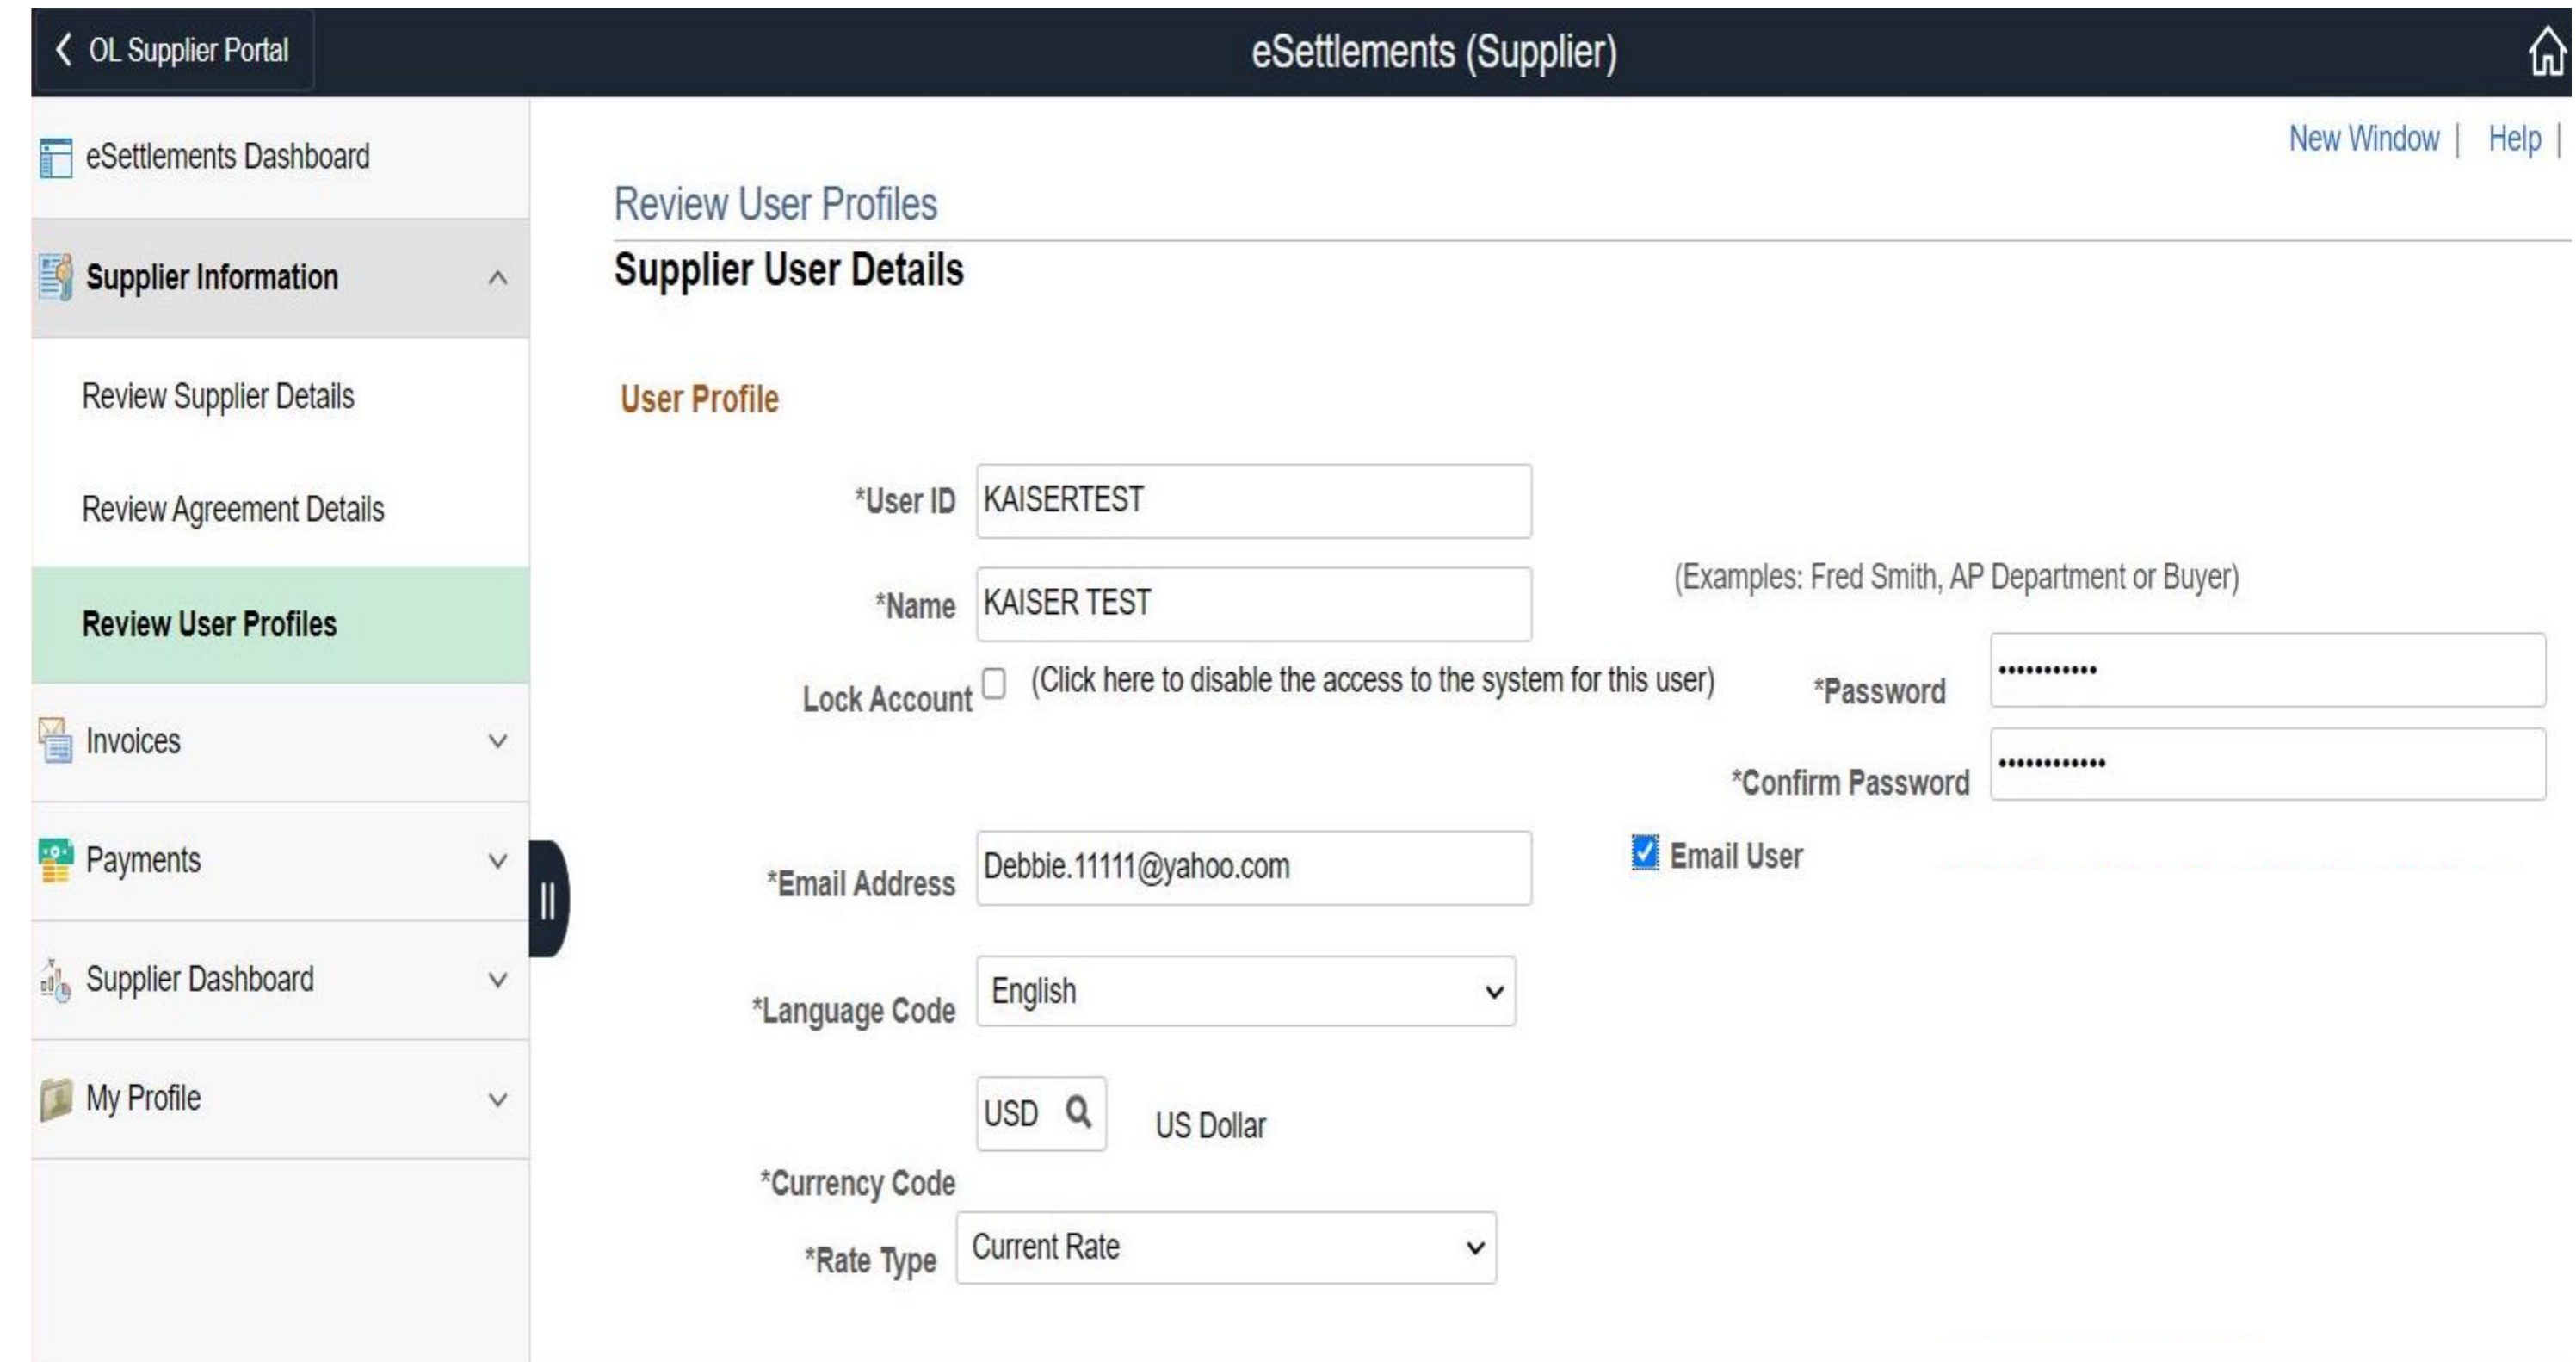 OL Supplier Portal
eSettlements (Supplier)
New Window | Help |
eSettlements Dashboard
Supplier Information
Review Supplier Details
Review Agreement Details
Review User Profiles
Invoices
Payments
Supplier Dashboard
My Profile
Review User Profiles
Supplier User Details
User Profile
*User ID KAISERTEST
*Name KAISER TEST
(Examples: Fred Smith, AP Department or Buyer)
Lock Account (Click here to disable the access to the system for this user)
*Password •••••••••••
*Confirm Password ••••••••••••
*Email Address Debbie.11111@yahoo.com
Email User
*Language Code English
*Currency Code USD US Dollar
*Rate Type Current Rate